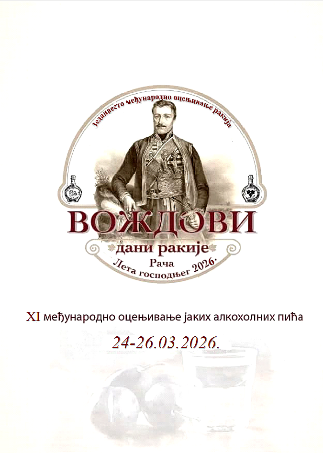 Једанаесто међународно оцењивање ракија
ВОЖДОВИ
дани ракије
Рача
Лета господњег 2026.
XI међународно оцењивање јаких алкохолних пића
24-26.03.2026.